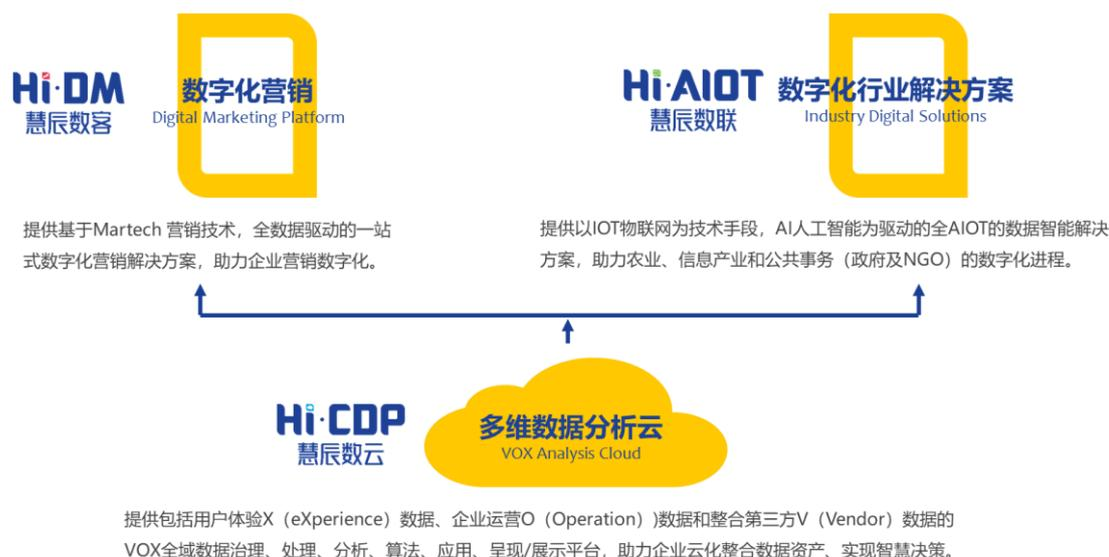 Hi·DM
慧辰数客
数字化营销
Digital Marketing Platform
Hi·AIOT
慧辰数联
数字化行业解决方案
Industry Digital Solutions
提供基于Martech 营销技术，全数据驱动的一站
式数字化营销解决方案，助力企业营销数字化。
提供以IOT物联网为技术手段，AI人工智能为驱动的全AIOT的数据智能解决
方案，助力农业、信息产业和公共事务（政府及NGO）的数字化进程。
Hi·CDP
慧辰数云
多维数据分析云
VOX Analysis Cloud
提供包括用户体验X（eXperience）数据、企业运营O（Operation）)数据和整合第三方V（Vendor）数据的
VOX全域数据治理、处理、分析、算法、应用、呈现/展示平台，助力企业云化整合数据资产、实现智慧决策。